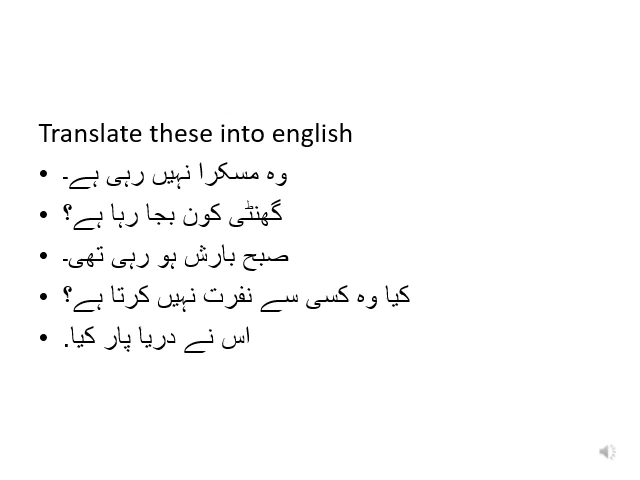 Translate these into english
• وہ مسکرا نہیں رہی ہے۔
• گھنٹی کون بجا رہا ہے؟
• صبح بارش ہو رہی تھی۔
• کیا وہ کسی سے نفرت نہیں کرتا ہے؟
• اس نے دریا پار کیا.